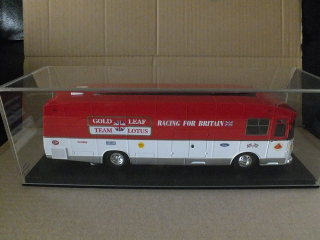 GOLD LEAF
TEAM LOTUS
RACING FOR BRITAIN